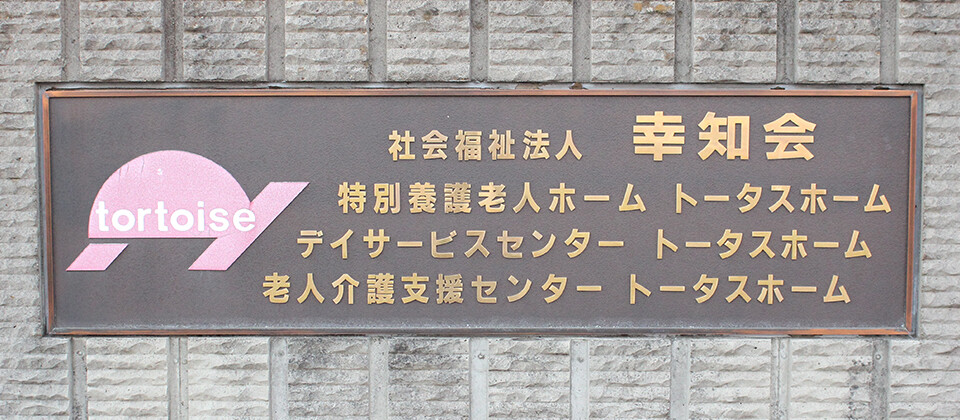 tortoise
社会福祉法人 幸知会
特別養護老人ホーム トータスホーム
デイサービスセンター トータスホーム
老人介護支援センター トータスホーム